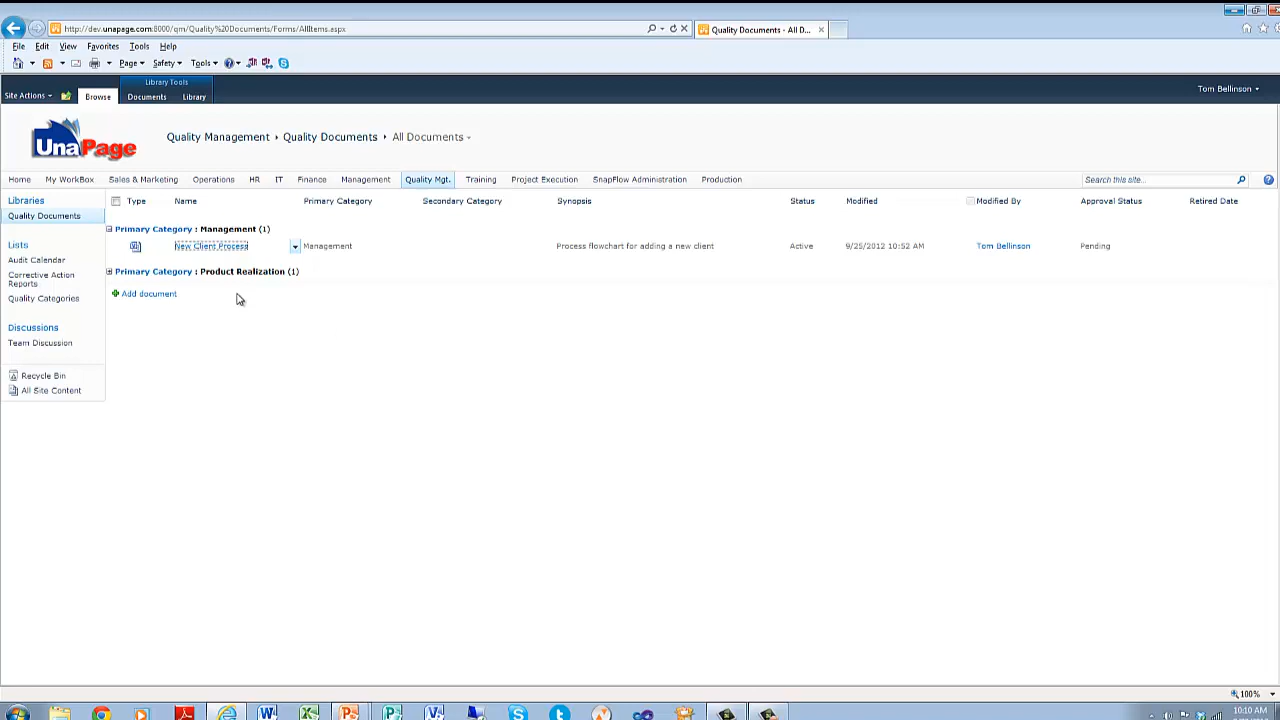 http://dev.unapage.com:8000/qm/Quality%20Documents/Forms/AllItems.aspx
Quality Documents - All D...
File Edit View Favorites Tools Help
Page Safety Tools
Library Tools
Site Actions Browse Documents Library
Tom Bellinson
UnaPage
Quality Management Quality Documents All Documents
Home My WorkBox Sales & Marketing Operations HR IT Finance Management Quality Mgt. Training Project Execution SnapFlow Administration Production
Search this site...
Libraries
Quality Documents
Lists
Audit Calendar
Corrective Action
Reports
Quality Categories
Discussions
Team Discussion
Recycle Bin
All Site Content
Type Name Primary Category Secondary Category Synopsis Status Modified Modified By Approval Status Retired Date
Primary Category : Management (1)
New Client Process Management Process flowchart for adding a new client Active 9/25/2012 10:52 AM Tom Bellinson Pending
Primary Category : Product Realization (1)
Add document
100%
10:10 AM